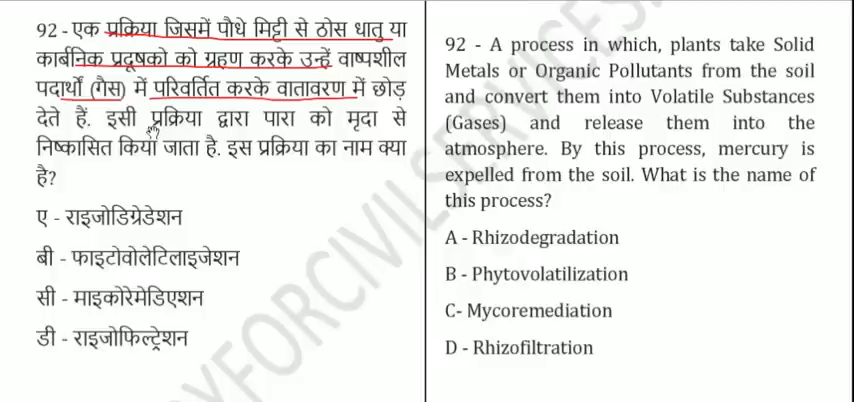 92 - एक प्रक्रिया जिसमें पौधे मिट्टी से ठोस धातु या
कार्बनिक प्रदूषको को ग्रहण करके उन्हें वाष्पशील
पदार्थों (गैस) में परिवर्तित करके वातावरण में छोड़
देते हैं. इसी प्रक्रिया द्वारा पारा को मृदा से
निष्कासित किया जाता है. इस प्रक्रिया का नाम क्या
है?
ए - राइजोडिग्रेडेशन
बी - फाइटोवोलेटिलाइजेशन
सी - माइकोरेमेडिएशन
डी - राइजोफिल्ट्रेशन
92 - A process in which, plants take Solid
Metals or Organic Pollutants from the soil
and convert them into Volatile Substances
(Gases) and release them into the
atmosphere. By this process, mercury is
expelled from the soil. What is the name of
this process?
A - Rhizodegradation
B - Phytovolatilization
C- Mycoremediation
D - Rhizofiltration